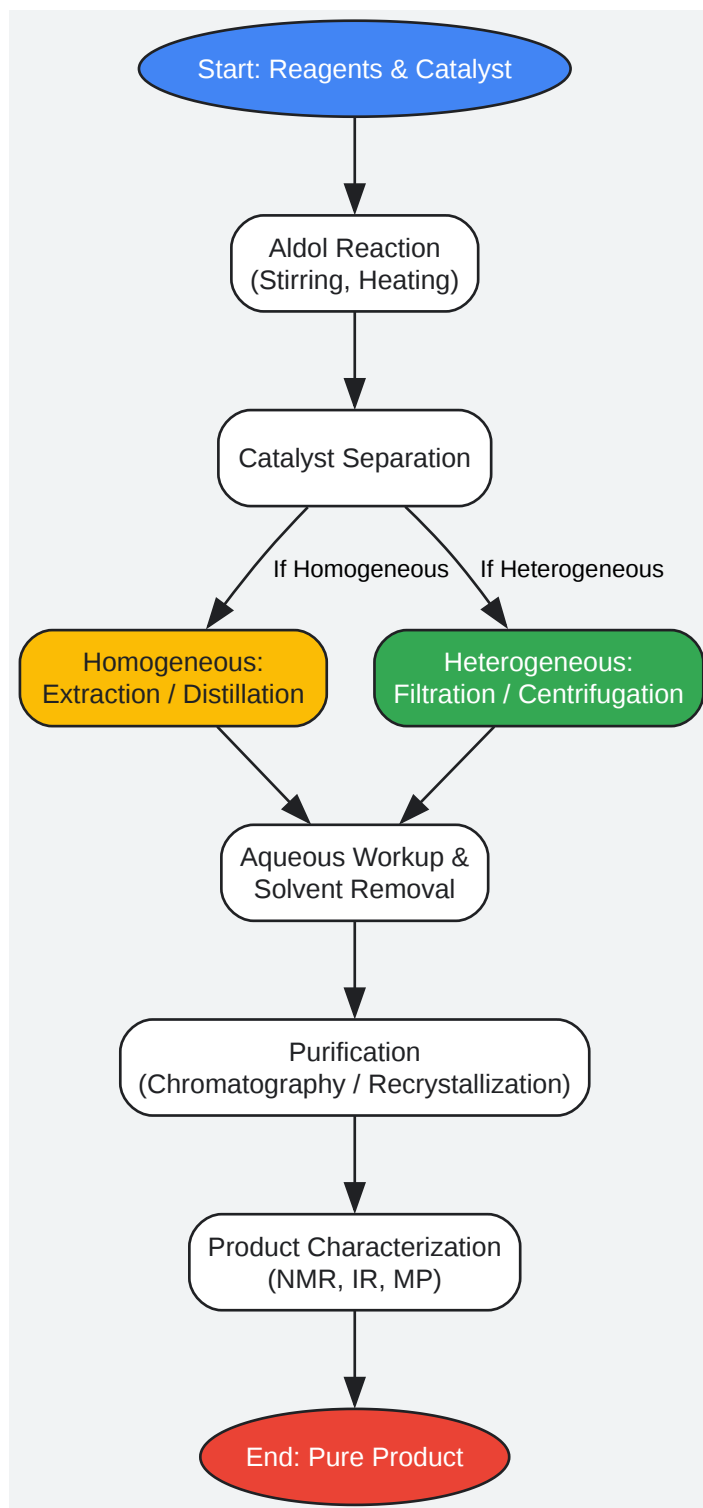 Start: Reagents & Catalyst
Aldol Reaction
(Stirring, Heating)
Catalyst Separation
If Homogeneous
If Heterogeneous
Homogeneous:
Extraction / Distillation
Heterogeneous:
Filtration / Centrifugation
Aqueous Workup &
Solvent Removal
Purification
(Chromatography / Recrystallization)
Product Characterization
(NMR, IR, MP)
End: Pure Product